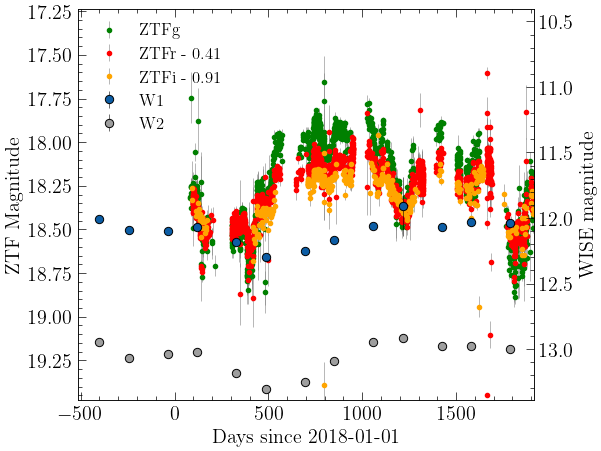 17.25
17.50
17.75
18.00
18.25
18.50
18.75
19.00
19.25
ZTF Magnitude
ZTFg
ZTFr - 0.41
ZTFi - 0.91
W1
W2
10.5
11.0
11.5
12.0
12.5
13.0
WISE magnitude
−500 0 500 1000 1500
Days since 2018-01-01